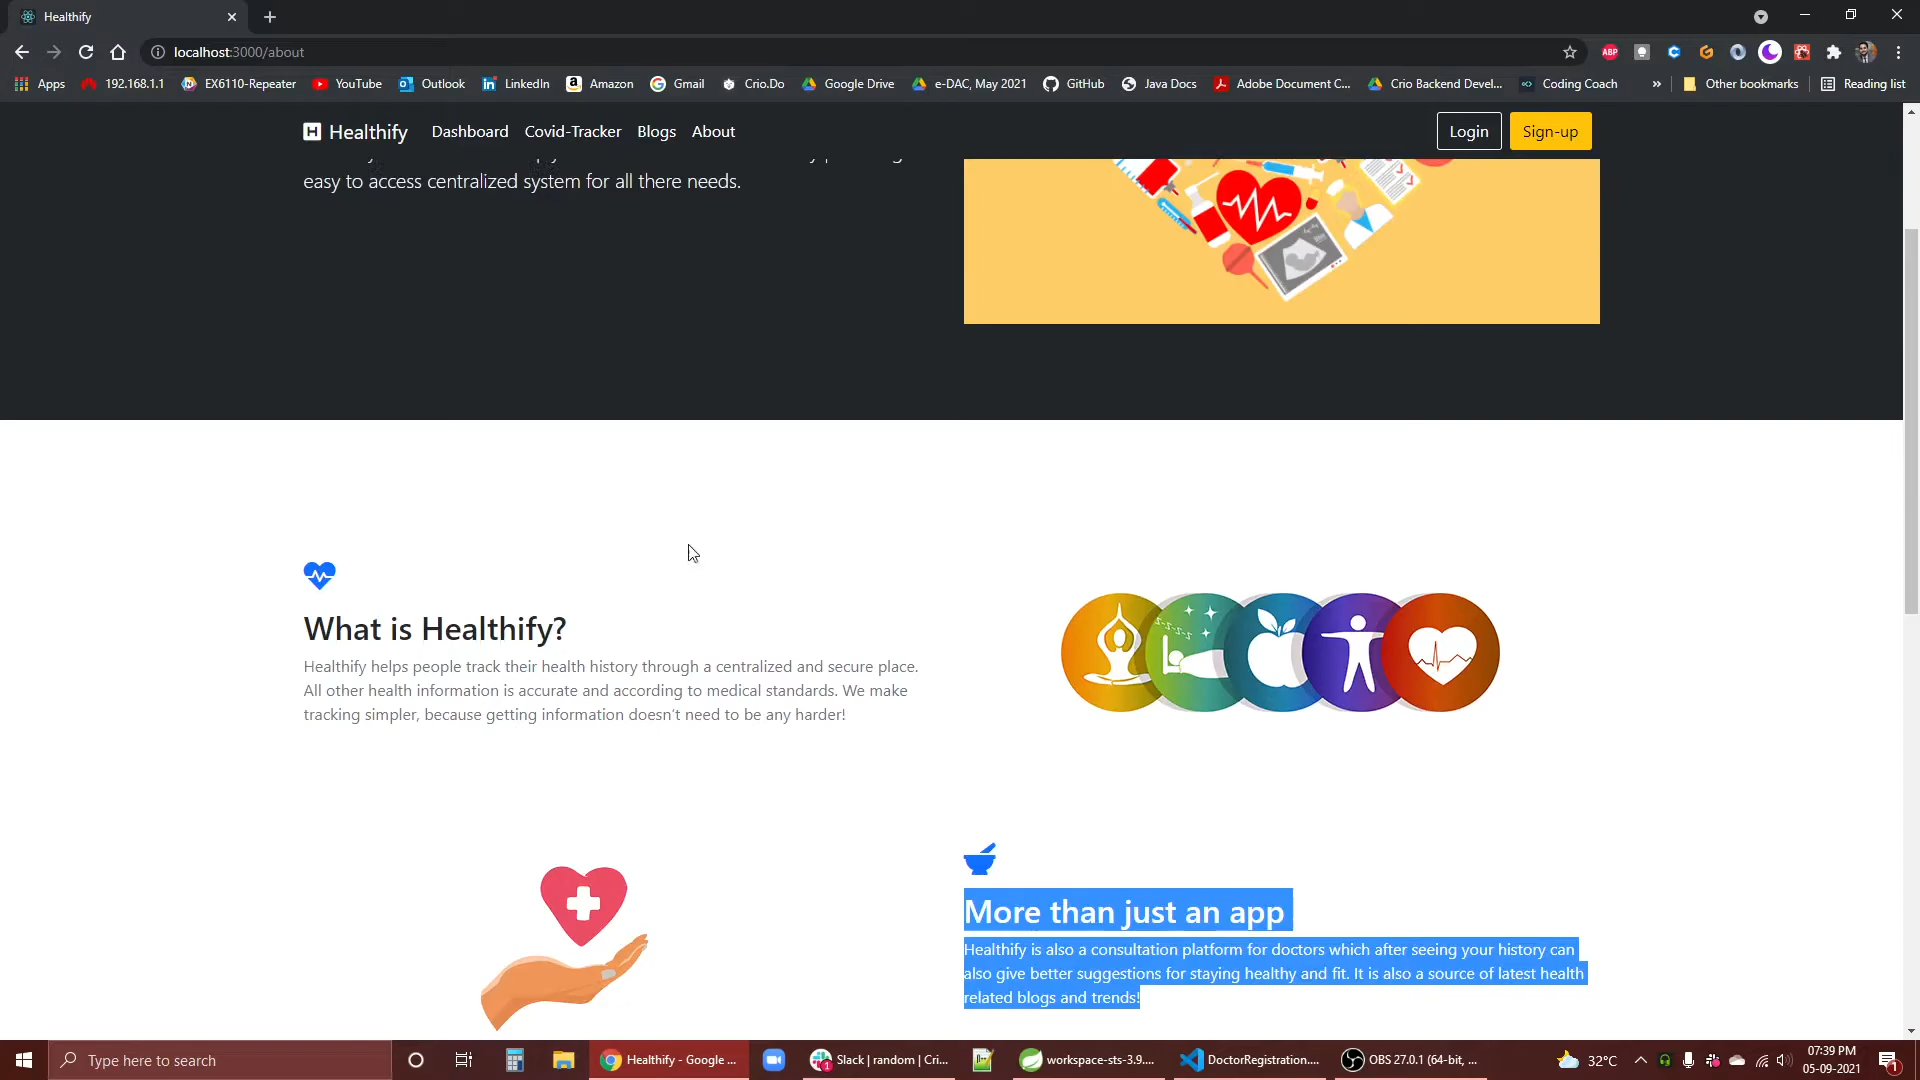 Healthify
localhost:3000/about
ABP
Apps 192.168.1.1 EX6110-Repeater YouTube Outlook LinkedIn Amazon Gmail Crio.Do Google Drive e-DAC, May 2021 GitHub Java Docs Adobe Document C... Crio Backend Devel... Coding Coach » Other bookmarks Reading list
H Healthify Dashboard Covid-Tracker Blogs About Login Sign-up
easy to access centralized system for all there needs.
What is Healthify?
Healthify helps people track their health history through a centralized and secure place.
All other health information is accurate and according to medical standards. We make
tracking simpler, because getting information doesn't need to be any harder!
More than just an app
Healthify is also a consultation platform for doctors which after seeing your history can
also give better suggestions for staying healthy and fit. It is also a source of latest health
related blogs and trends!
Type here to search
Healthify - Google ...
Slack | random | Cri...
workspace-sts-3.9....
DoctorRegistration....
OBS 27.0.1 (64-bit, ...
32°C
07:39 PM
05-09-2021
1